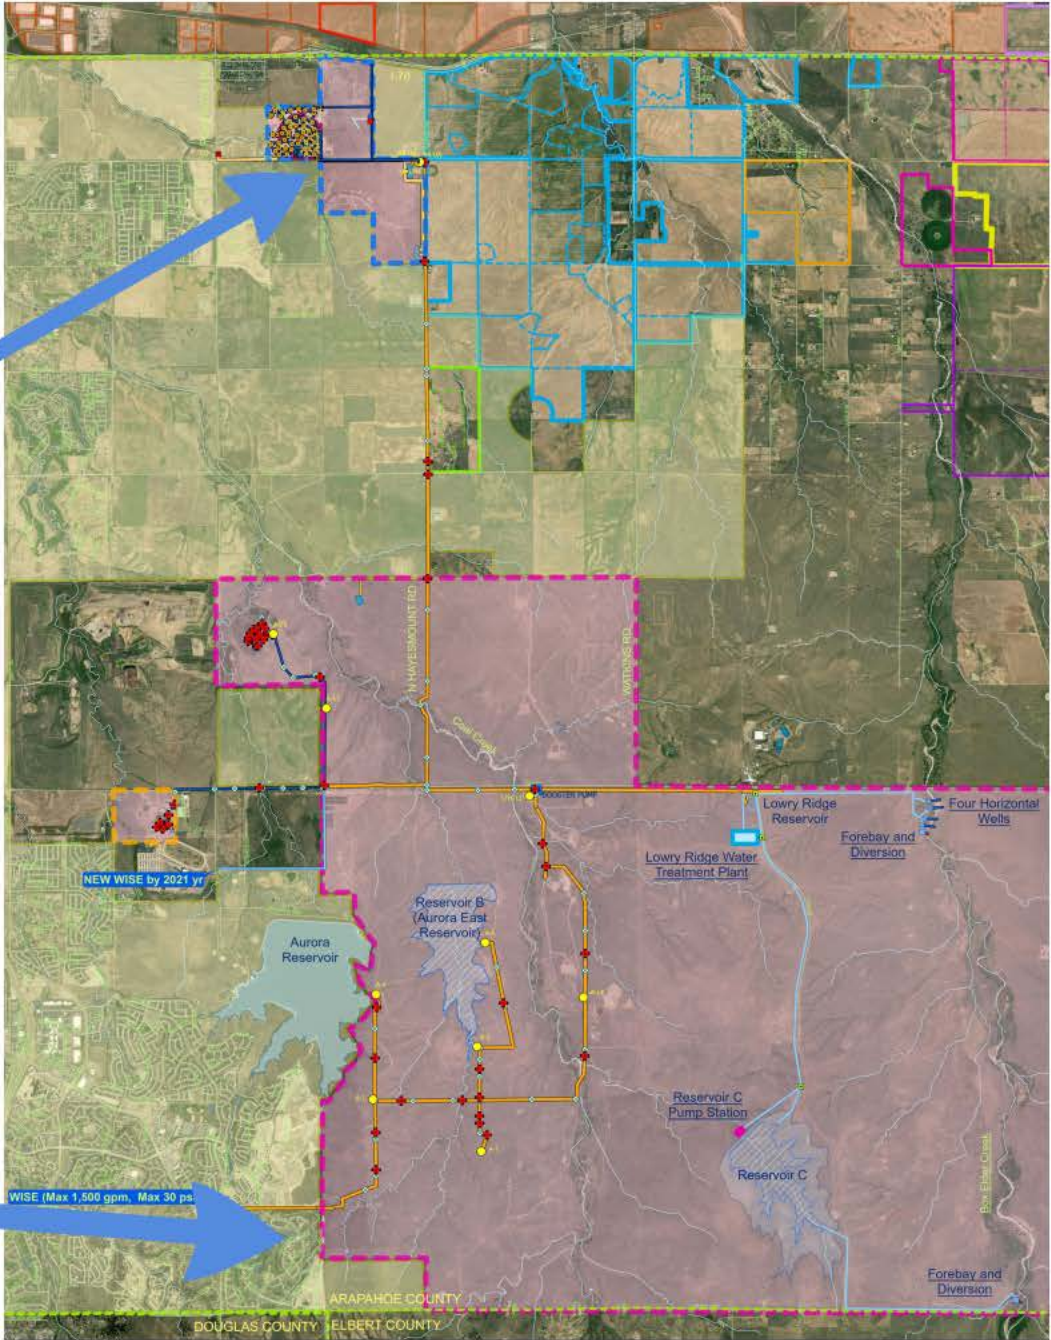 I-70
N HAYESMOUNT RD
WATKINS RD
Coal Creek
BOOSTER PUMP
Lowry Ridge
Reservoir
Four Horizontal
Wells
Forebay and
Diversion
Lowry Ridge Water
Treatment Plant
NEW WISE by 2021 yr
Reservoir B
(Aurora East
Reservoir)
Aurora
Reservoir
Reservoir C
Pump Station
Reservoir C
Box Elder Creek
WISE (Max 1,500 gpm, Max 30 ps
Forebay and
Diversion
ARAPAHOE COUNTY
DOUGLAS COUNTY
ELBERT COUNTY